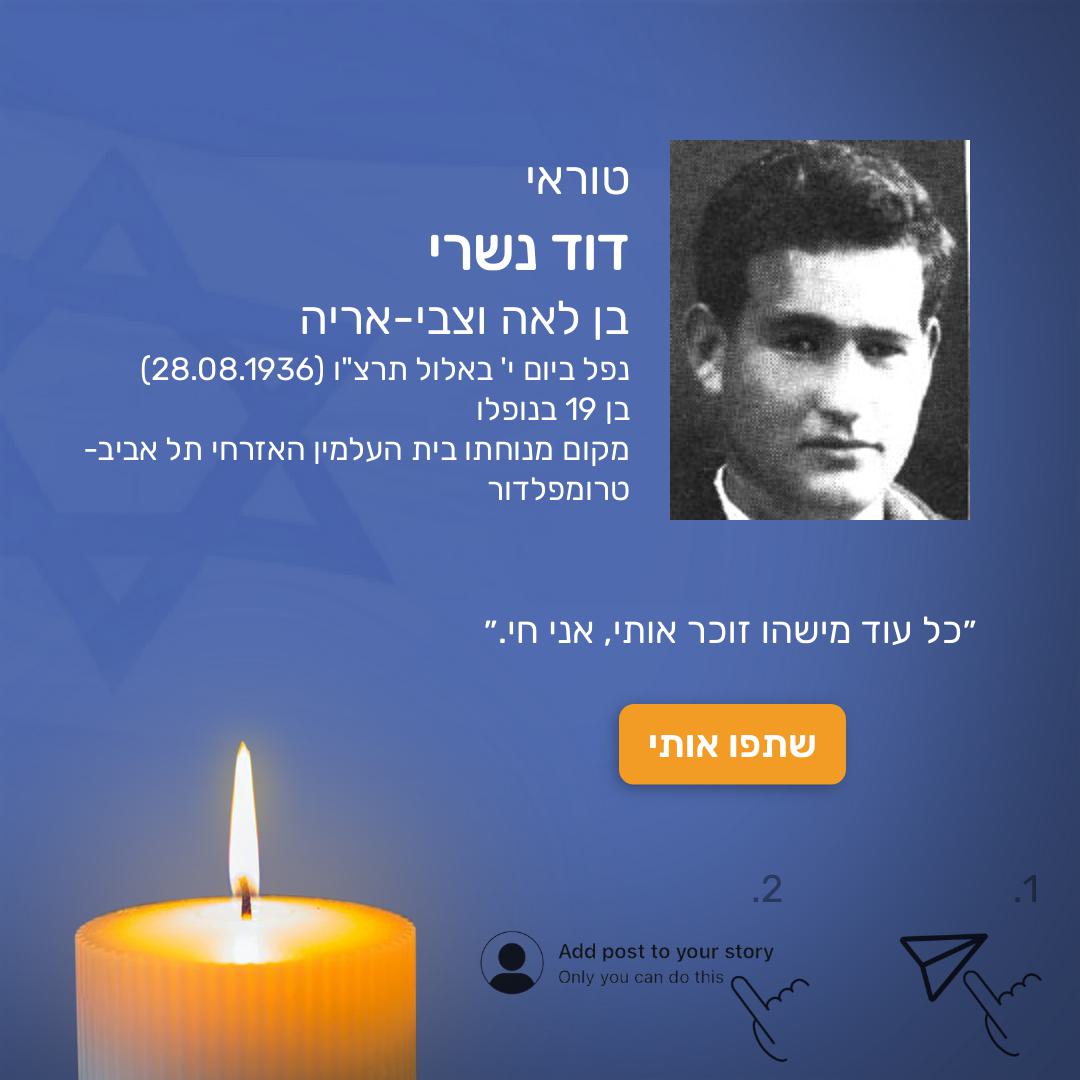 טוראי
דוד נשרי
בן לאה וצבי-אריה
נפל ביום י' באלול תרצ"ו (28.08.1936)
בן 19 בנופלו
מקום מנוחתו בית העלמין האזרחי תל אביב-
טרומפלדור
״כל עוד מישהו זוכר אותי, אני חי.״
שתפו אותי
1.
2.
Add post to your story
Only you can do this